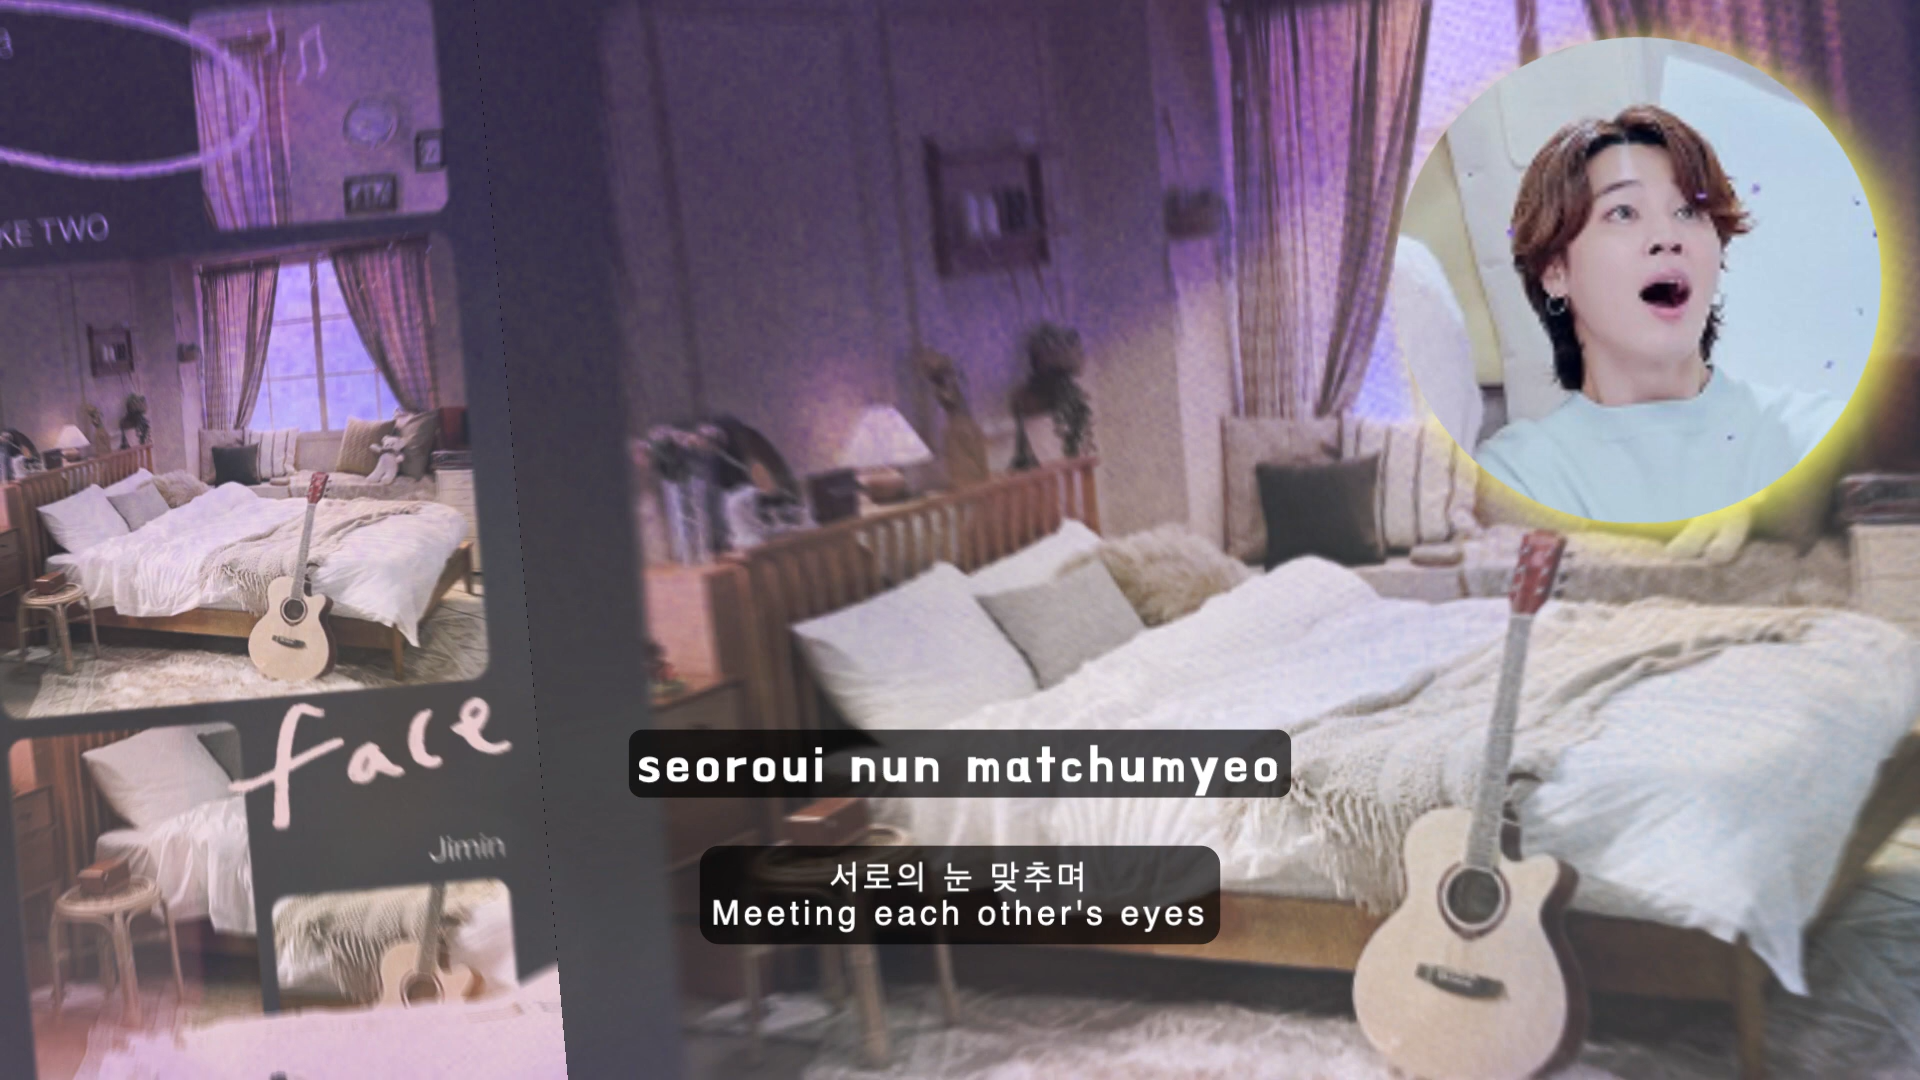 KE TWO
face
Jimin
seoroui nun matchumyeo
서로의 눈 맞추며
Meeting each other's eyes